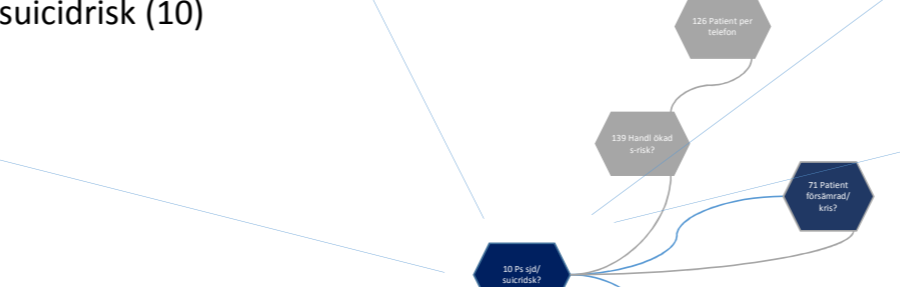 suicidrisk (10)
126 Patient per
telefon
139 Handl ökad
s-risk?
71 Patient
försämrad/
kris?
10 Ps sjd/
suicridsk?